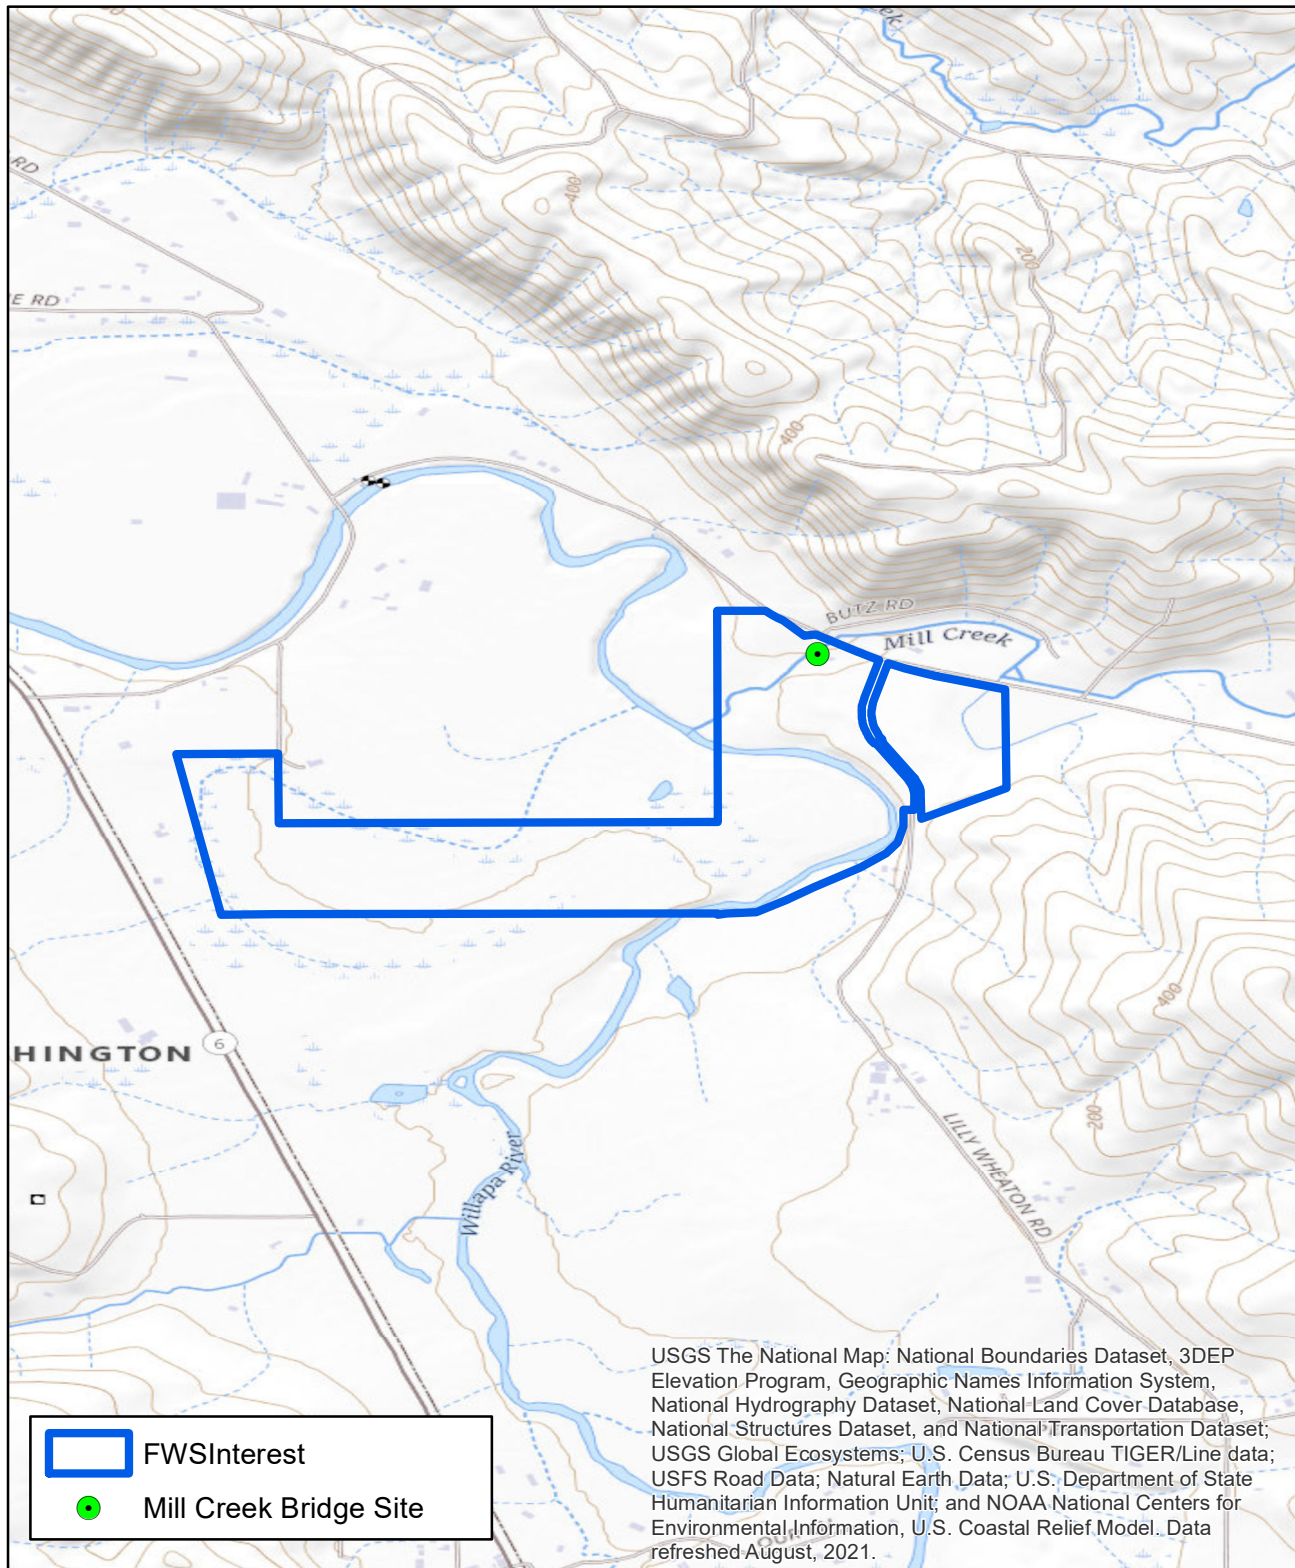 ek
RD
400
200
E RD
400
BUTZ RD
Mill Creek
400
HINGTON
6
200
LILLY WHEATON RD
Willapa River
USGS The National Map: National Boundaries Dataset, 3DEP
Elevation Program, Geographic Names Information System,
National Hydrography Dataset, National Land Cover Database,
National Structures Dataset, and National Transportation Dataset;
USGS Global Ecosystems; U.S. Census Bureau TIGER/Line data;
USFS Road Data; Natural Earth Data; U.S. Department of State
Humanitarian Information Unit; and NOAA National Centers for
Environmental Information, U.S. Coastal Relief Model. Data
refreshed August, 2021.
FWSInterest
Mill Creek Bridge Site